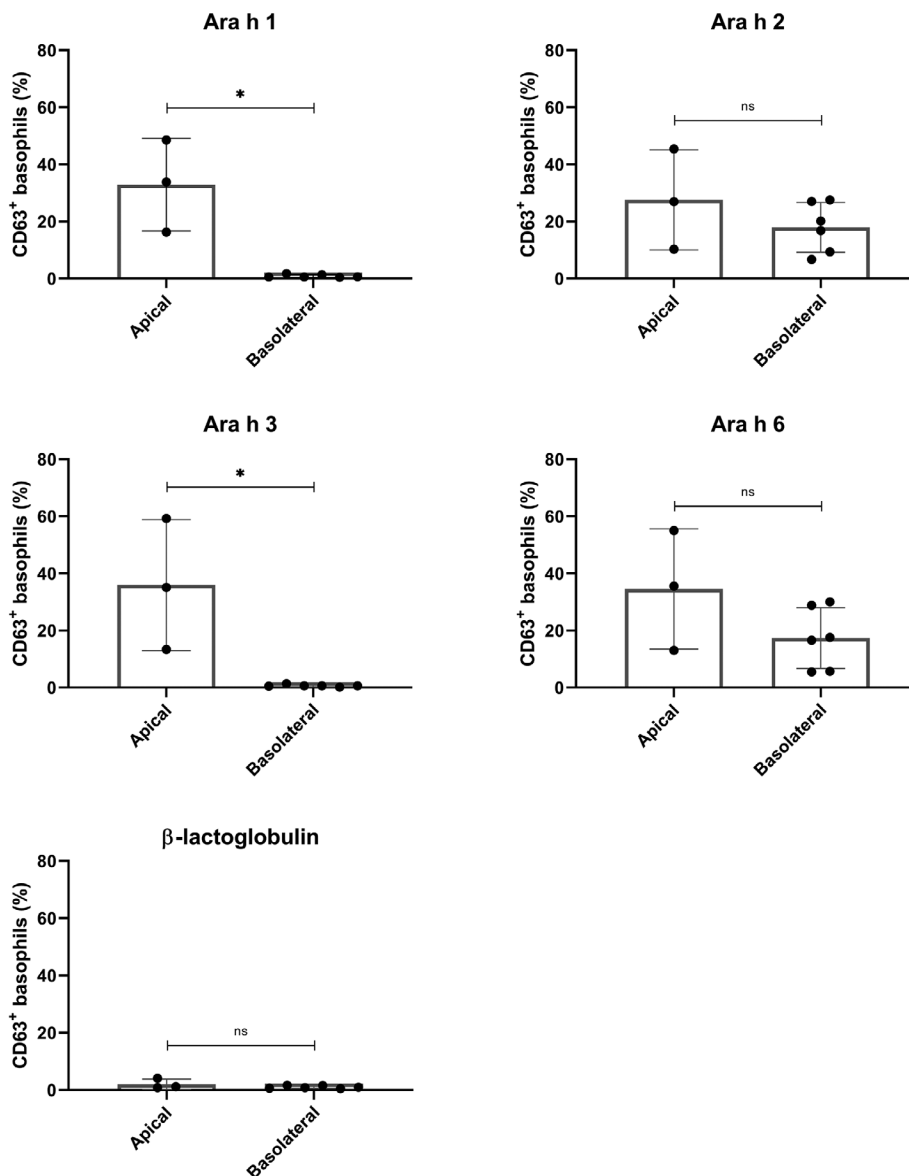 Ara h 1
CD63⁺ basophils (%)
80
60
40
20
0
*
Apical
Basolateral
Ara h 2
CD63⁺ basophils (%)
80
60
40
20
0
ns
Apical
Basolateral
Ara h 3
CD63⁺ basophils (%)
80
60
40
20
0
*
Apical
Basolateral
Ara h 6
CD63⁺ basophils (%)
80
60
40
20
0
ns
Apical
Basolateral
β-lactoglobulin
CD63⁺ basophils (%)
80
60
40
20
0
ns
Apical
Basolateral